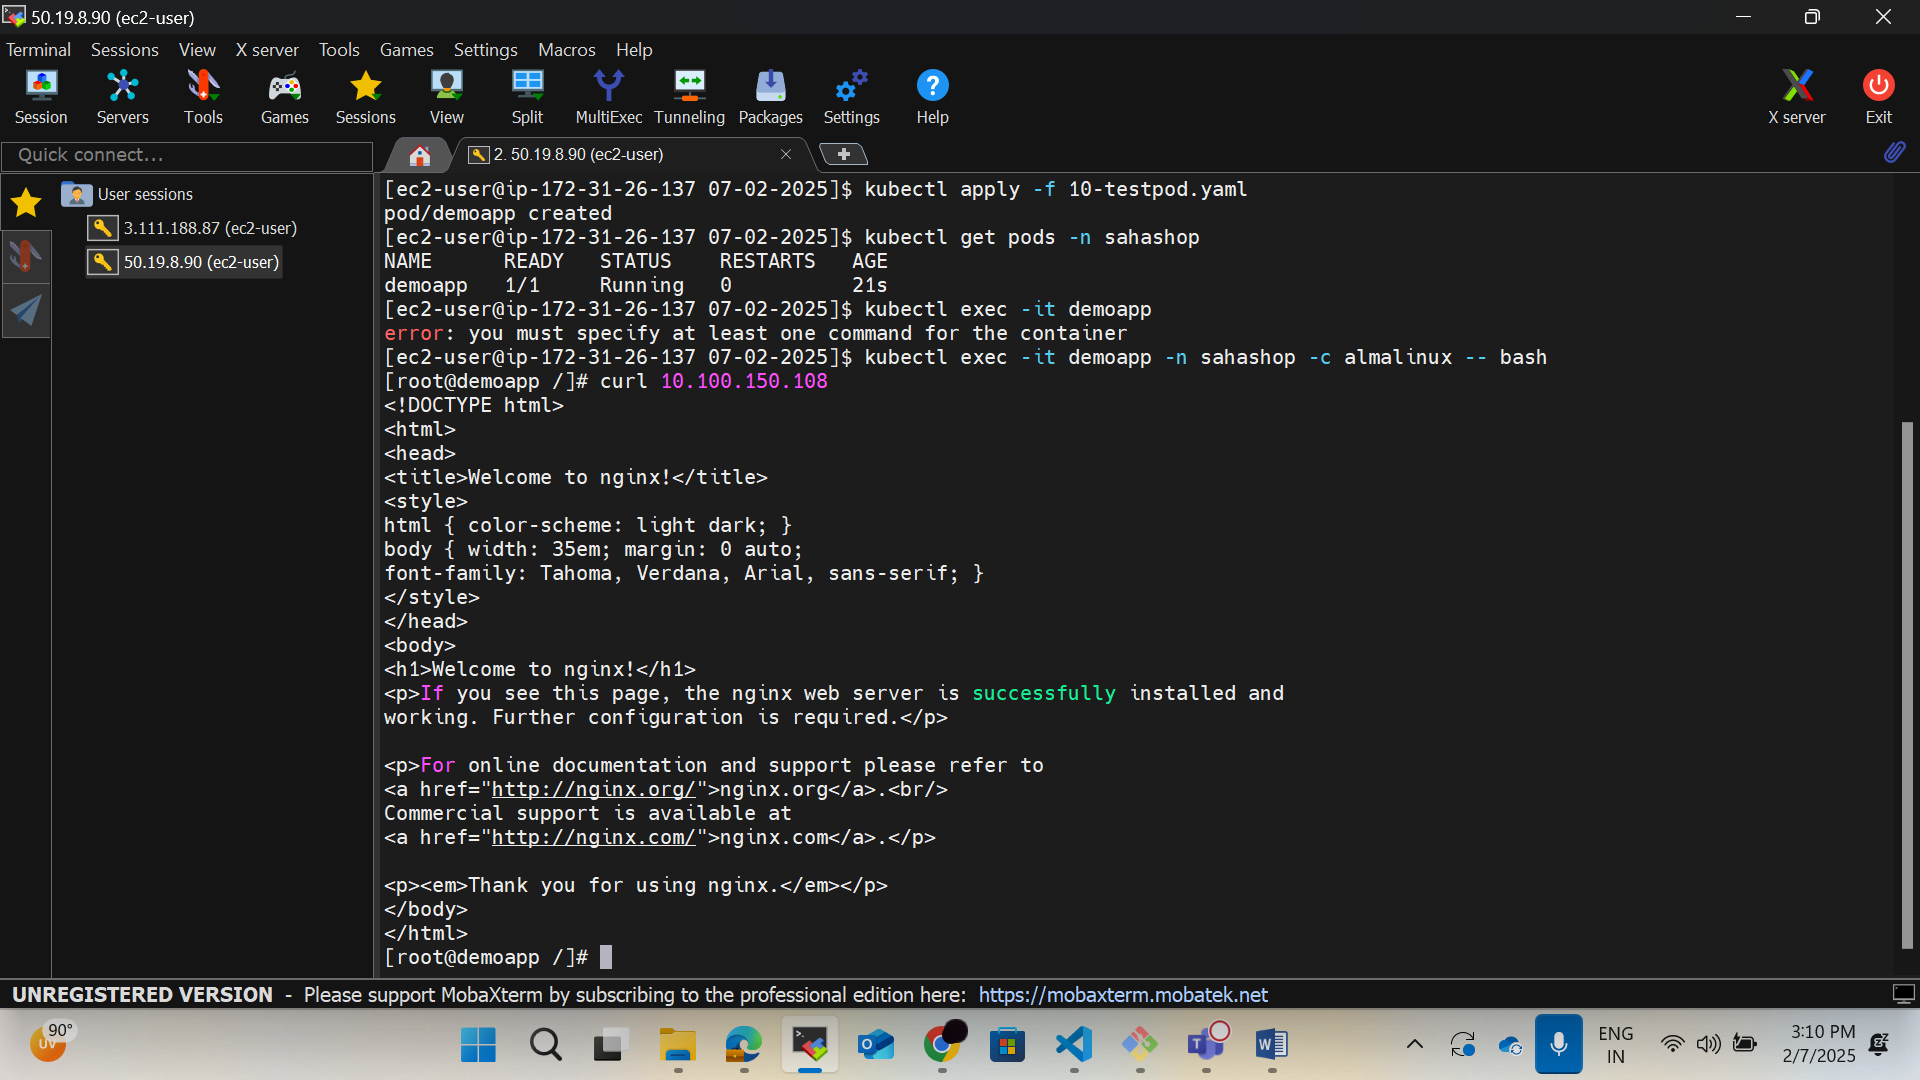 50.19.8.90 (ec2-user)
Terminal Sessions View X server Tools Games Settings Macros Help
Session Servers Tools Games Sessions View Split MultiExec Tunneling Packages Settings Help X server Exit
Quick connect...
2. 50.19.8.90 (ec2-user)
User sessions
3.111.188.87 (ec2-user)
50.19.8.90 (ec2-user)
[ec2-user@ip-172-31-26-137 07-02-2025]$ kubectl apply -f 10-testpod.yaml
pod/demoapp created
[ec2-user@ip-172-31-26-137 07-02-2025]$ kubectl get pods -n sahashop
NAME      READY   STATUS    RESTARTS   AGE
demoapp   1/1     Running   0          21s
[ec2-user@ip-172-31-26-137 07-02-2025]$ kubectl exec -it demoapp
error: you must specify at least one command for the container
[ec2-user@ip-172-31-26-137 07-02-2025]$ kubectl exec -it demoapp -n sahashop -c almalinux -- bash
[root@demoapp /]# curl 10.100.150.108
<!DOCTYPE html>
<html>
<head>
<title>Welcome to nginx!</title>
<style>
html { color-scheme: light dark; }
body { width: 35em; margin: 0 auto;
font-family: Tahoma, Verdana, Arial, sans-serif; }
</style>
</head>
<body>
<h1>Welcome to nginx!</h1>
<p>If you see this page, the nginx web server is successfully installed and
working. Further configuration is required.</p>
<p>For online documentation and support please refer to
<a href="http://nginx.org/">nginx.org</a>.<br/>
Commercial support is available at
<a href="http://nginx.com/">nginx.com</a>.</p>
<p><em>Thank you for using nginx.</em></p>
</body>
</html>
[root@demoapp /]#
UNREGISTERED VERSION - Please support MobaXterm by subscribing to the professional edition here: https://mobaxterm.mobatek.net
90°
UV
ENG
IN
3:10 PM
2/7/2025